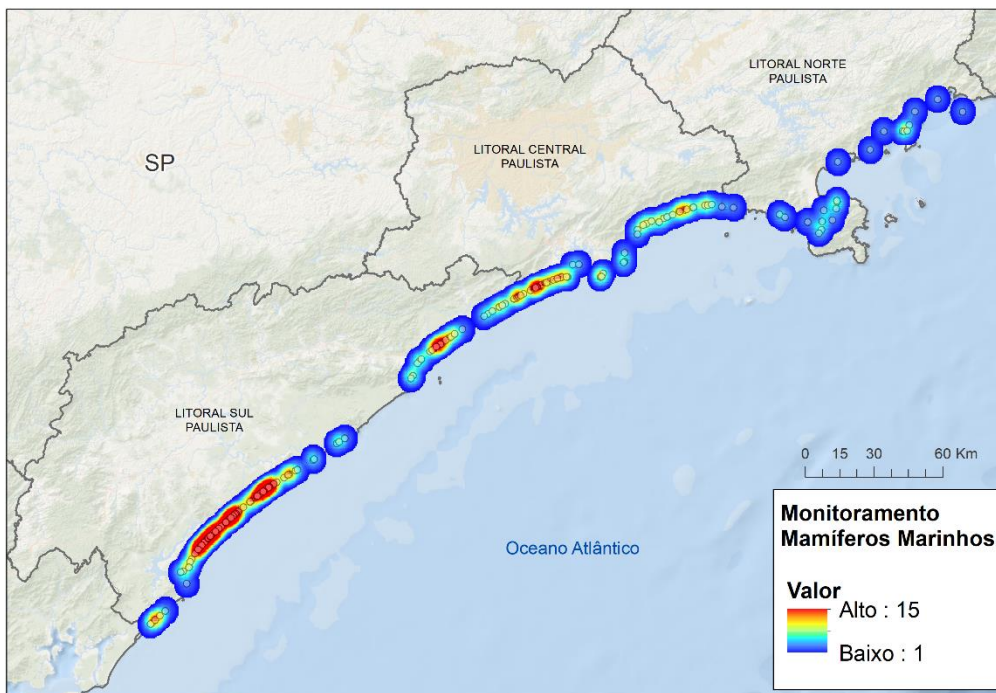 LITORAL NORTE
PAULISTA
LITORAL CENTRAL
PAULISTA
SP
LITORAL SUL
PAULISTA
0 15 30 60 Km
Oceano Atlântico
Monitoramento
Mamíferos Marinhos
Valor
Alto : 15
Baixo : 1